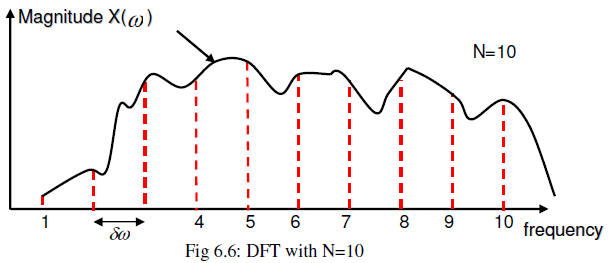 Magnitude X(ω)
N=10
1 4 5 6 7 8 9 10 frequency
δω
Fig 6.6: DFT with N=10